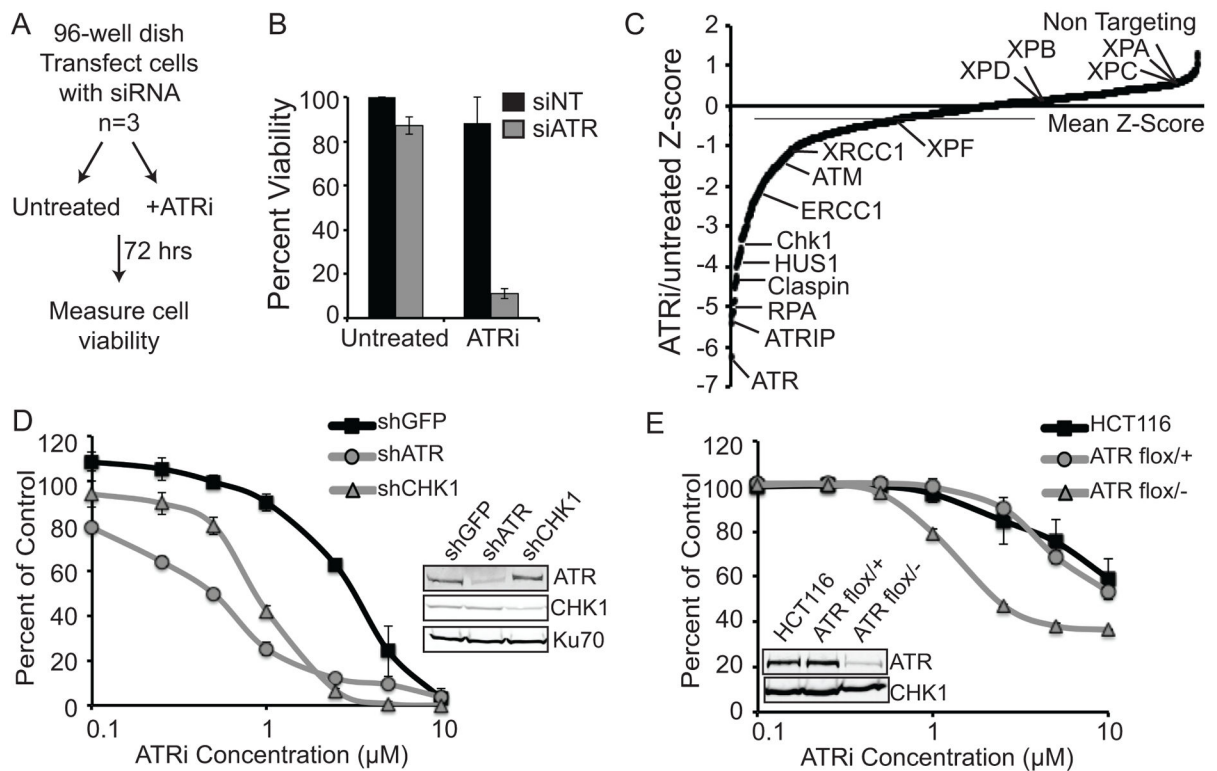 A
96-well dish
Transfect cells
with siRNA
n=3
Untreated +ATRi
72 hrs
Measure cell
viability
B
Percent Viability
100
80
60
40
20
0
siNT
siATR
Untreated ATRi
C
ATRi/untreated Z-score
2
1
0
-1
-2
-3
-4
-5
-6
-7
Non Targeting
XPB XPA
XPD XPC
Mean Z-Score
XPF
XRCC1
ATM
ERCC1
Chk1
HUS1
Claspin
RPA
ATRIP
ATR
D
Percent of Control
120
100
80
60
40
20
0
0.1 1 10
ATRi Concentration (µM)
shGFP
shATR
shCHK1
shGFP shATR shCHK1
ATR
CHK1
Ku70
E
Percent of Control
120
100
80
60
40
20
0
0.1 1 10
ATRi Concentration (µM)
HCT116
ATR flox/+
ATR flox/-
HCT116 ATR flox/+ ATR flox/-
ATR
CHK1